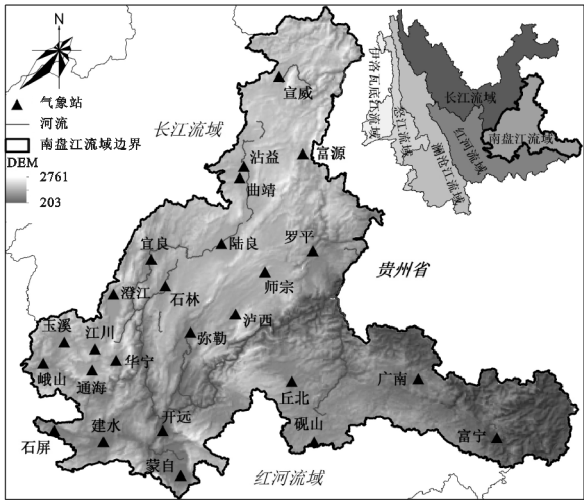 N
气象站
河流
南盘江流域边界
DEM
2761
203
长江流域
宣威
富源
沾益
曲靖
陆良
罗平
宜良
师宗
石林
澄江
泸西
弥勒
玉溪
江川
华宁
峨山
通海
丘北
广南
建水
开远
砚山
富宁
石屏
蒙自
贵州省
红河流域
伊洛瓦底江流域
怒江流域
澜沧江流域
长江流域
红河流域
南盘江流域